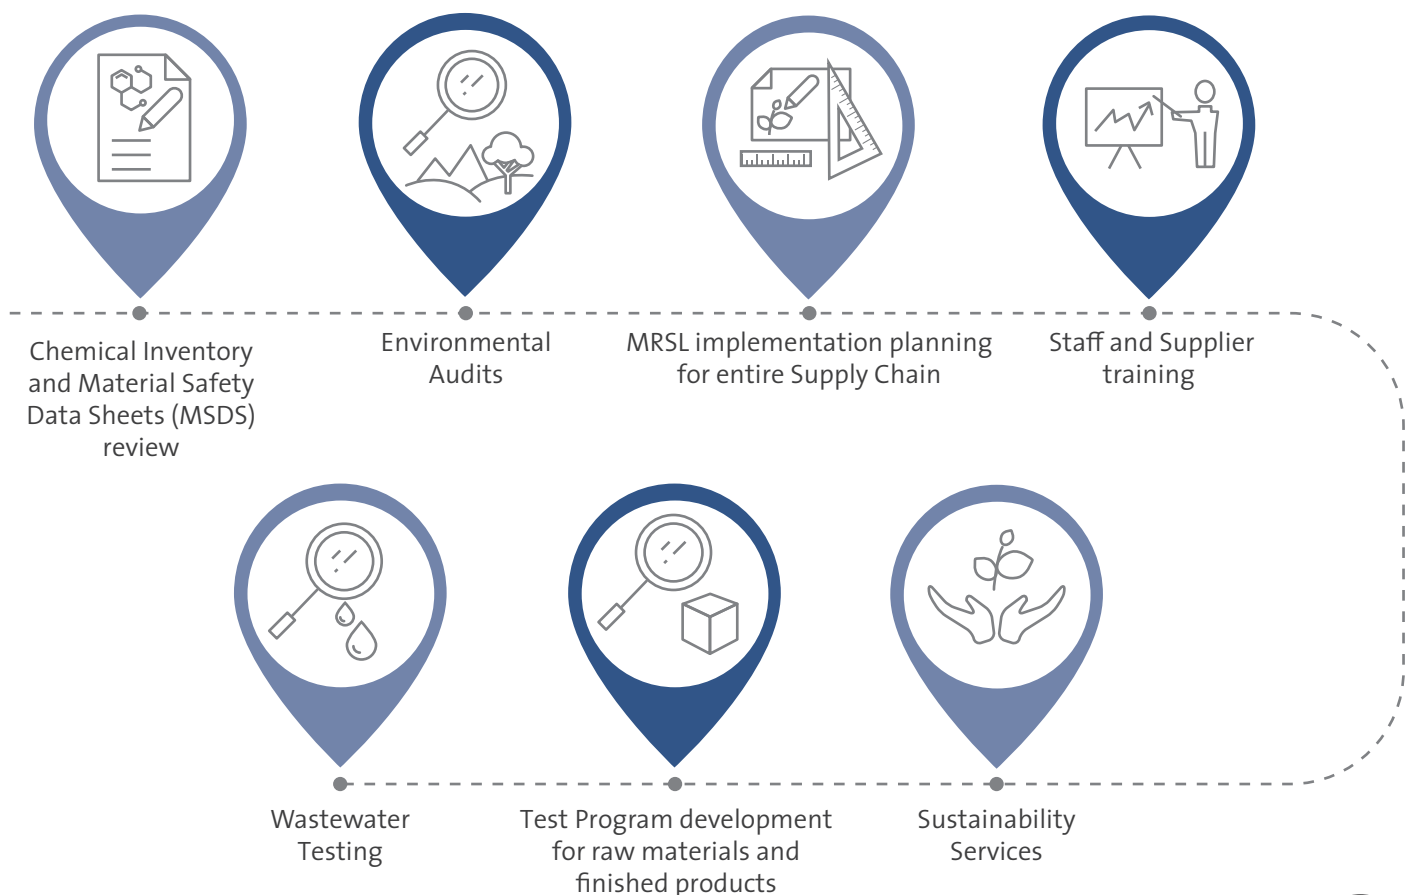 Chemical Inventory
and Material Safety
Data Sheets (MSDS)
review
Environmental
Audits
MRSL implementation planning
for entire Supply Chain
Staff and Supplier
training
Wastewater
Testing
Test Program development
for raw materials and
finished products
Sustainability
Services